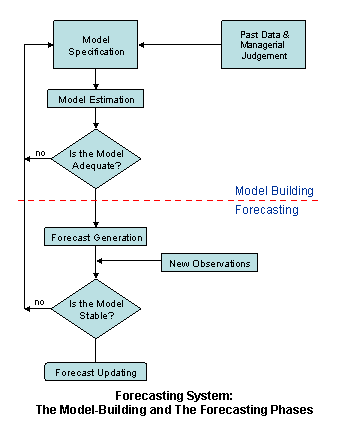 Model
Specification
Past Data &
Managerial
Judgement
Model Estimation
Is the Model
Adequate?
no
Model Building
Forecasting
Forecast Generation
New Observations
Is the Model
Stable?
no
Forecast Updating
Forecasting System:
The Model-Building and The Forecasting Phases